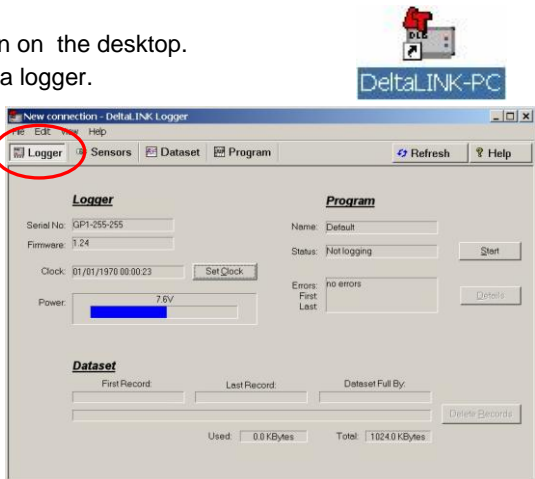 n on the desktop.
a logger.
DLE
DeltaLINK-PC
New connection - DeltaLINK Logger
File Edit View Help
Logger Sensors Dataset Program Refresh Help
Logger
Program
Serial No: GP1-255-255
Name: Default
Firmware: 1.24
Status: Not logging
Start
Clock: 01/01/1970 00:00:23
Set Clock
Errors: no errors
First:
Last:
Details
Power: 7.6V
Dataset
First Record: Last Record: Dataset Full By:
Delete Records
Used: 0.0 KBytes Total: 1024.0 KBytes